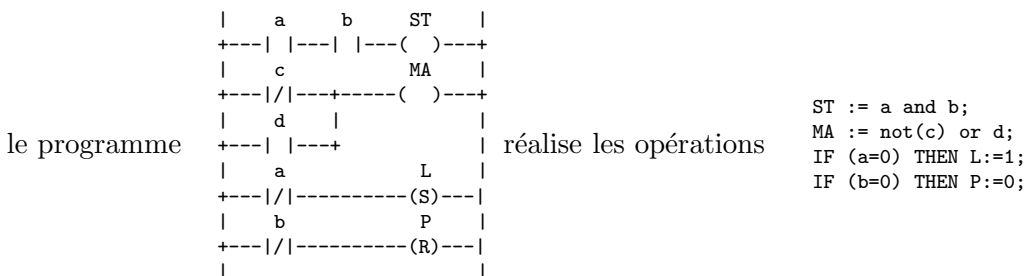 le programme
|     a      b      ST     |
+---| |---| |---(  )---+
|     c               MA     |
+---|/|---+-----(  )---+
|     d     |                |
+---| |---+                |
|     a                L     |
+---|/|----------(S)---|
|     b                P     |
+---|/|----------(R)---|
|                            |
réalise les opérations
ST := a and b;
MA := not(c) or d;
IF (a=0) THEN L:=1;
IF (b=0) THEN P:=0;